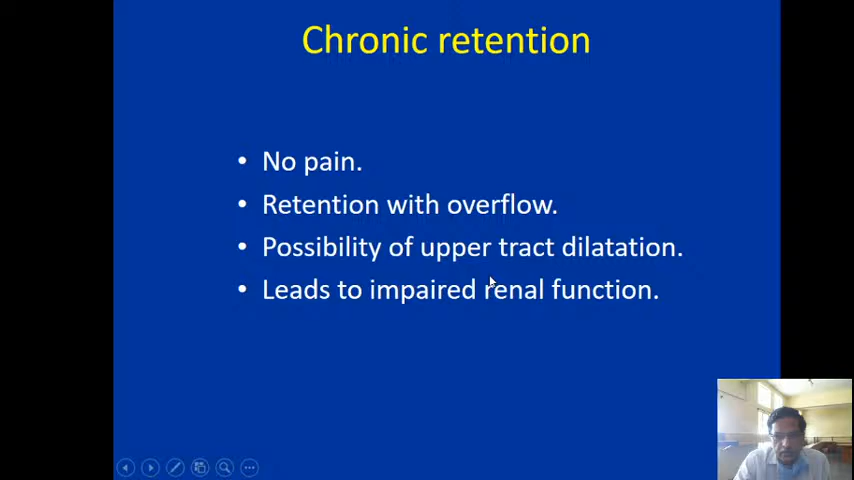 Chronic retention
• No pain.
• Retention with overflow.
• Possibility of upper tract dilatation.
• Leads to impaired renal function.